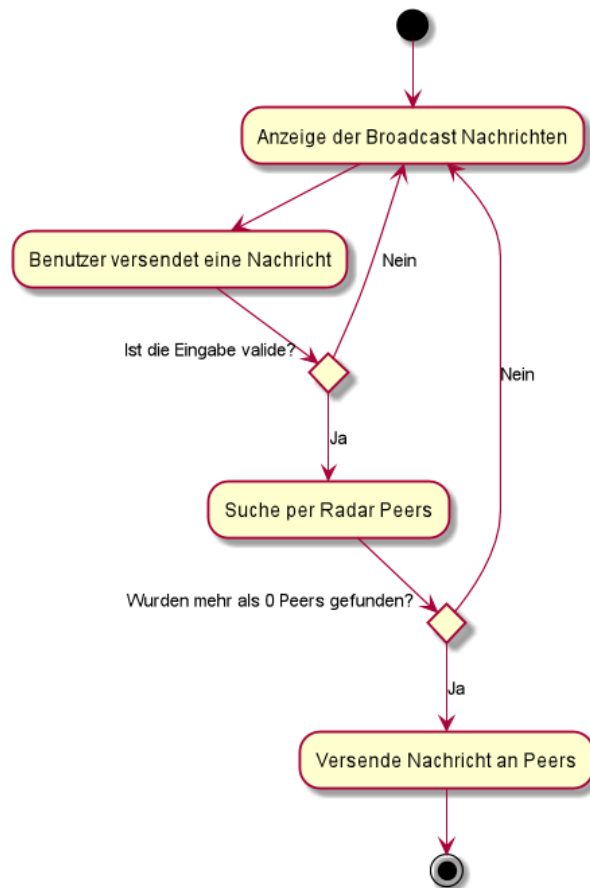 Anzeige der Broadcast Nachrichten
Benutzer versendet eine Nachricht
Nein
Ist die Eingabe valide?
Nein
Ja
Suche per Radar Peers
Wurden mehr als 0 Peers gefunden?
Ja
Versende Nachricht an Peers